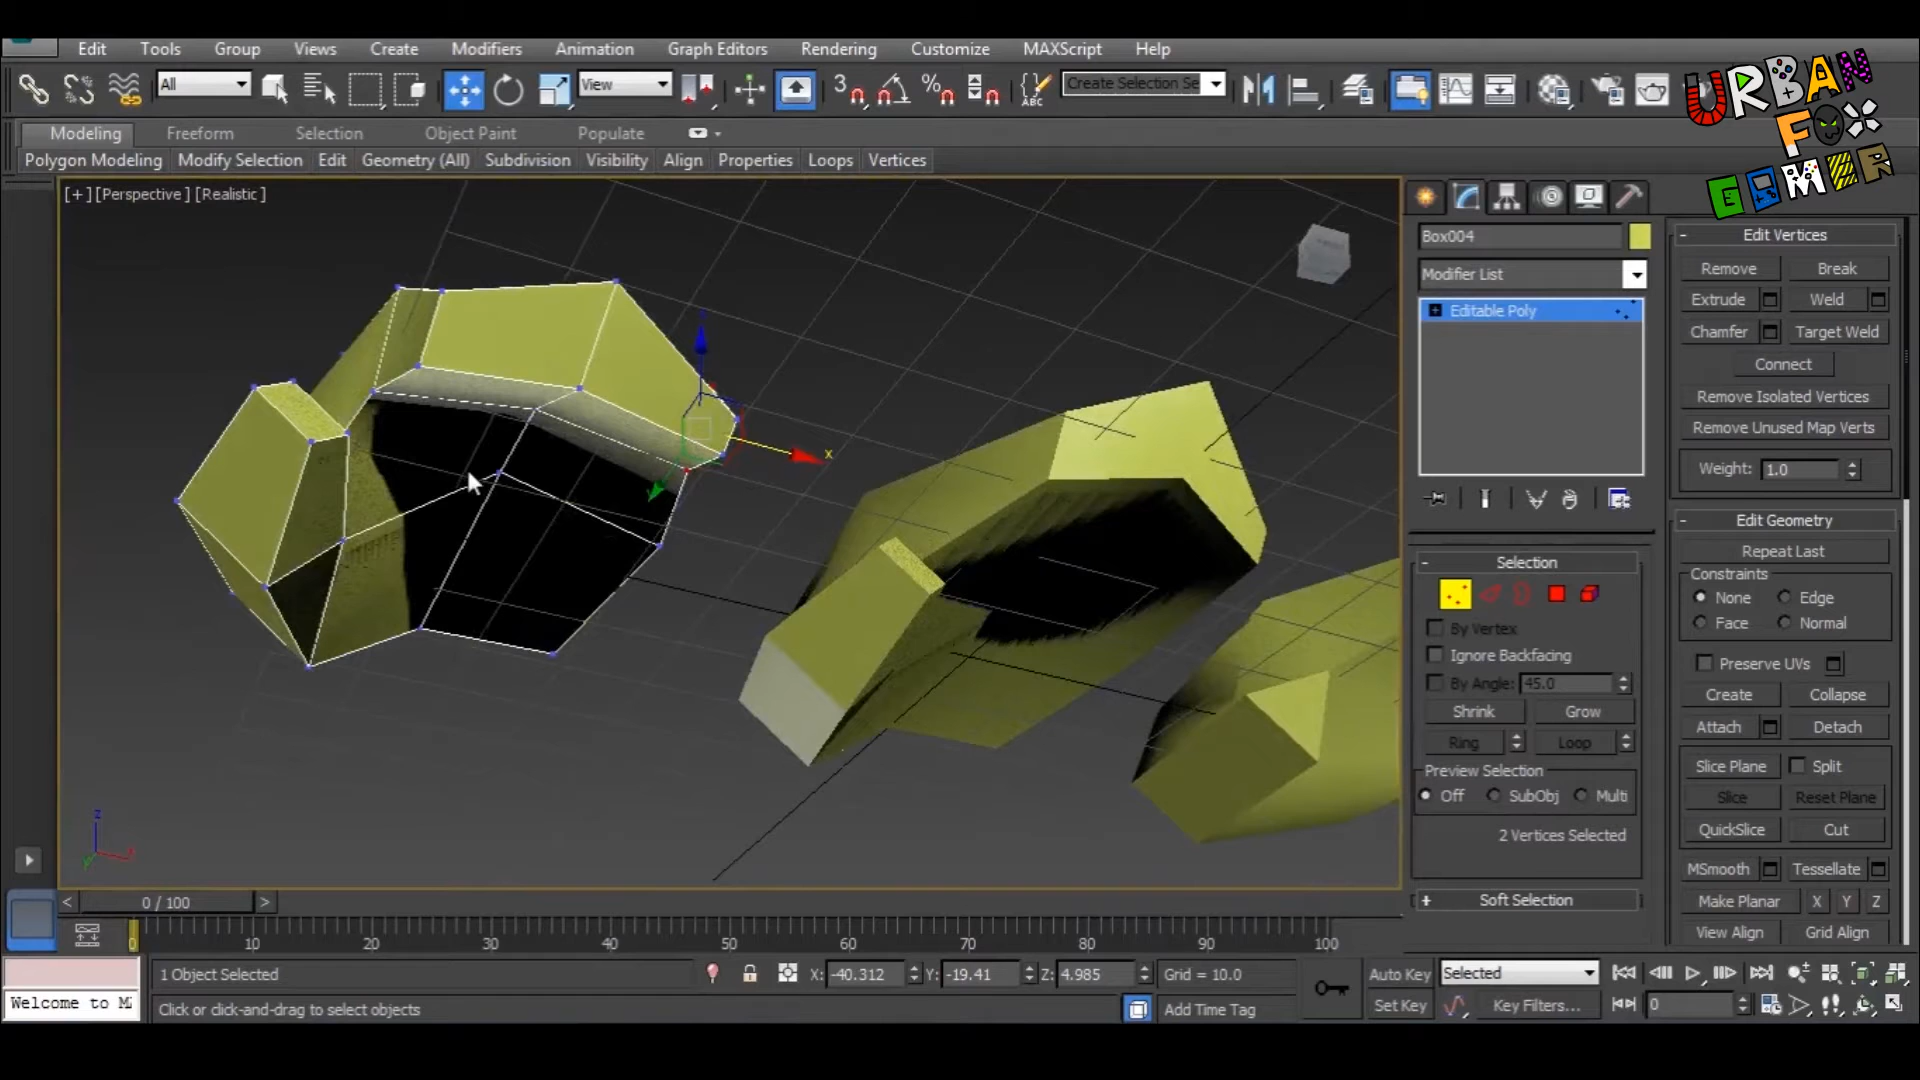 Edit Tools Group Views Create Modifiers Animation Graph Editors Rendering Customize MAXScript Help
URBAN
FOX
GAMER
All
View
3
%
ABC
Create Selection Se
Modeling Freeform Selection Object Paint Populate
Polygon Modeling Modify Selection Edit Geometry (All) Subdivision Visibility Align Properties Loops Vertices
[+] [Perspective ] [Realistic ]
Box004
Modifier List
Editable Poly
Edit Vertices
Remove Break
Extrude Weld
Chamfer Target Weld
Connect
Remove Isolated Vertices
Remove Unused Map Verts
Weight: 1.0
x
Edit Geometry
Repeat Last
Constraints
None Edge
Face Normal
Preserve UVs
Create Collapse
Attach Detach
Slice Plane Split
Slice Reset Plane
QuickSlice Cut
MSmooth Tessellate
Make Planar X Y Z
View Align Grid Align
Selection
By Vertex
Ignore Backfacing
By Angle: 45.0
Shrink Grow
Ring Loop
Preview Selection
Off SubObj Multi
2 Vertices Selected
Soft Selection
z
y
< 0 / 100 >
0 10 20 30 40 50 60 70 80 90 100
1 Object Selected X: -40.312 Y: -19.41 Z: 4.985 Grid = 10.0 Auto Key Selected
Welcome to M
Click or click-and-drag to select objects Add Time Tag Set Key Key Filters... 0